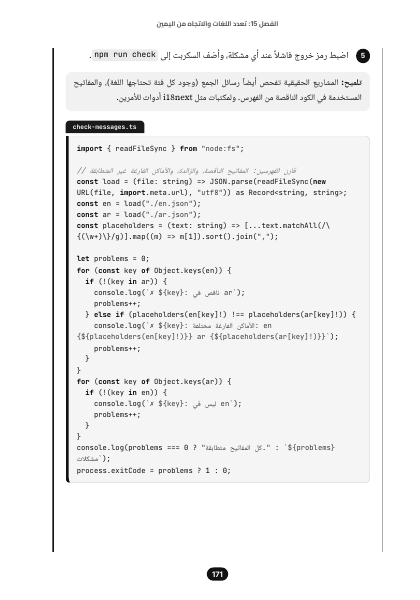 الفصل 15: تعدد اللغات والاتجاه من اليمين
5 اضبط رمز خروج فاشلاً عند أي مشكلة، وأضف السكربت إلى npm run check.
تلميح: المشاريع الحقيقية تفحص أيضاً رسائل الجمع (وجود كل فئة تحتاجها اللغة)، والمفاتيح
المستخدمة في الكود الناقصة من الفهرس. ولمكتبات مثل i18next أدوات للأمرين.
check-messages.ts
import { readFileSync } from "node:fs";
// قارن الفهرسين: المفاتيح الناقصة، والزائدة، والأماكن الفارغة غير المتطابقة
const load = (file: string) => JSON.parse(readFileSync(new
URL(file, import.meta.url), "utf8")) as Record<string, string>;
const en = load("./en.json");
const ar = load("./ar.json");
const placeholders = (text: string) => [...text.matchAll(/\
{(\w+)\}/g)].map((m) => m[1]).sort().join(",");
let problems = 0;
for (const key of Object.keys(en)) {
if (!(key in ar)) {
console.log(`✗ ${key}: ناقص في ar`);
problems++;
} else if (placeholders(en[key]!) !== placeholders(ar[key]!)) {
console.log(`✗ ${key}: الأماكن الفارغة مختلفة: en
{${placeholders(en[key]!)}} ar {${placeholders(ar[key]!)}}`);
problems++;
}
}
for (const key of Object.keys(ar)) {
if (!(key in en)) {
console.log(`✗ ${key}: ليس في en`);
problems++;
}
}
console.log(problems === 0 ? "كل المفاتيح متطابقة." : `${problems}
مشكلات`);
process.exitCode = problems ? 1 : 0;
171